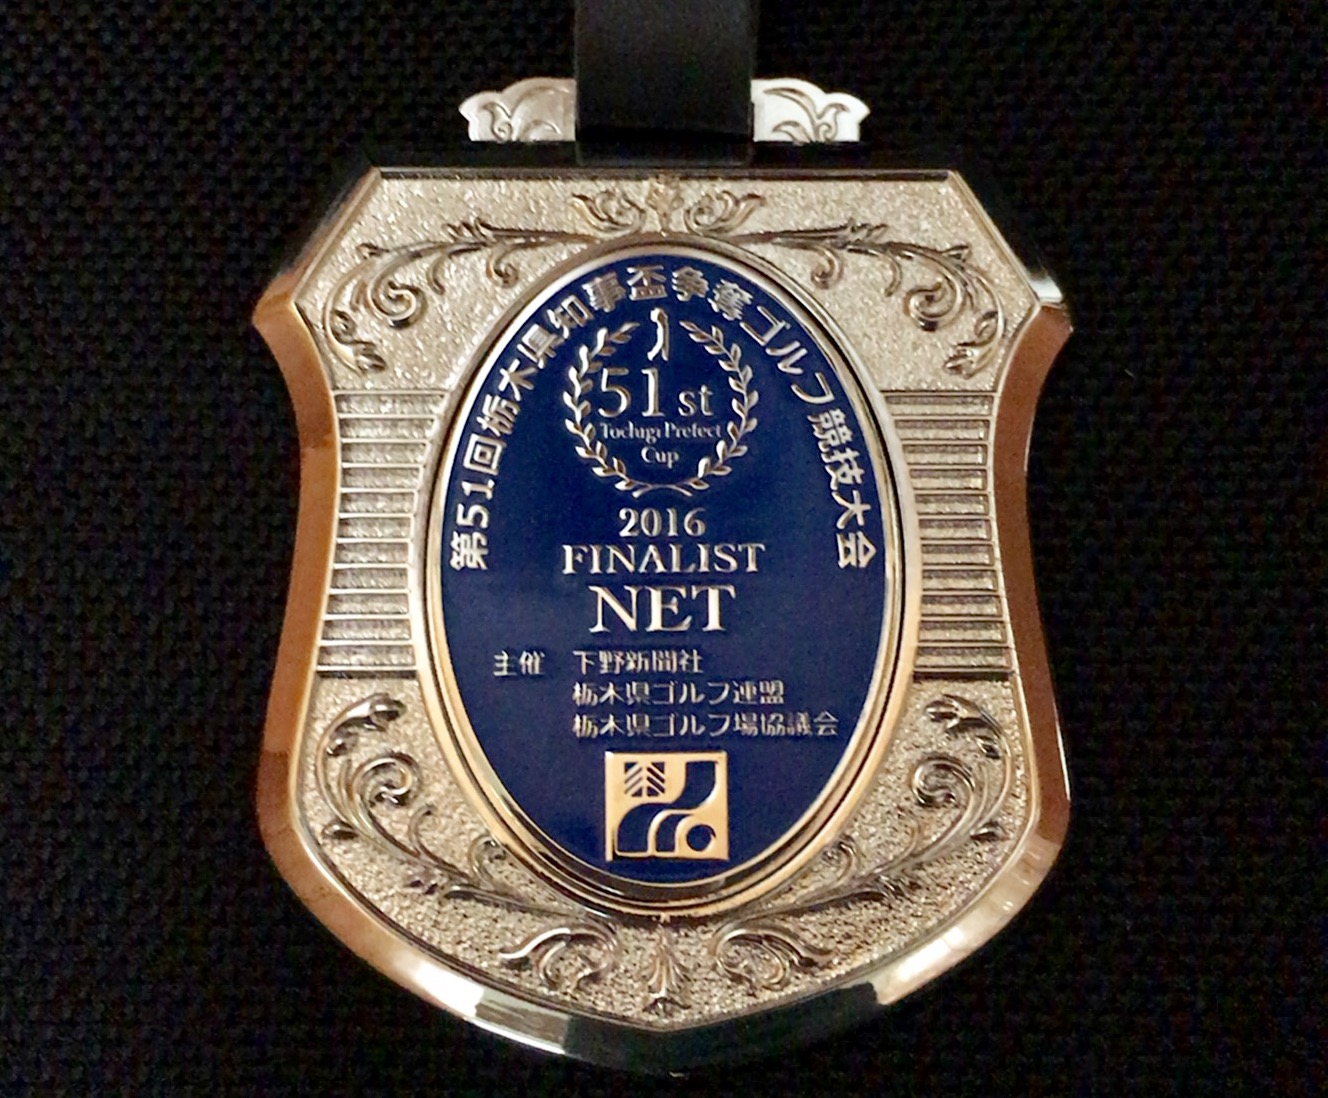 第51回栃木県知事盃争奪ゴルフ競技大会
51st
Tochigi Prefect
Cup
2016
FINALIST
NET
主催 下野新聞社
栃木県ゴルフ連盟
栃木県ゴルフ場協議会